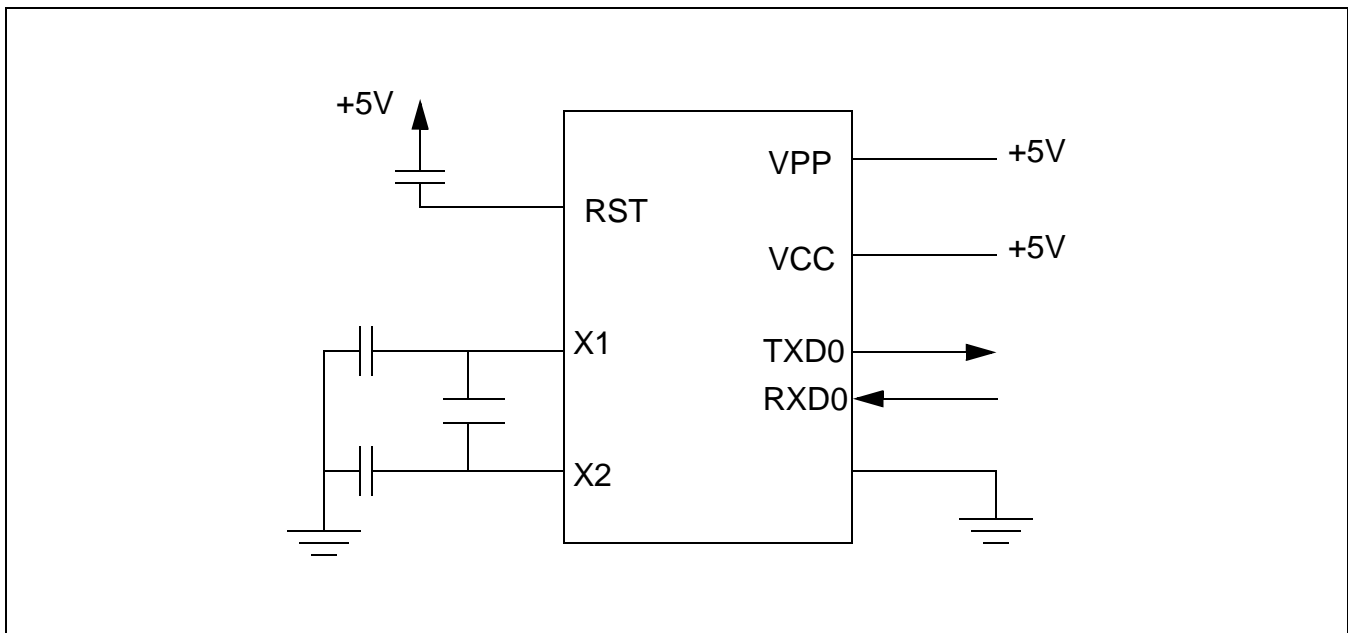 +5V
VPP
+5V
RST
VCC
+5V
X1
TXD0
RXD0
X2